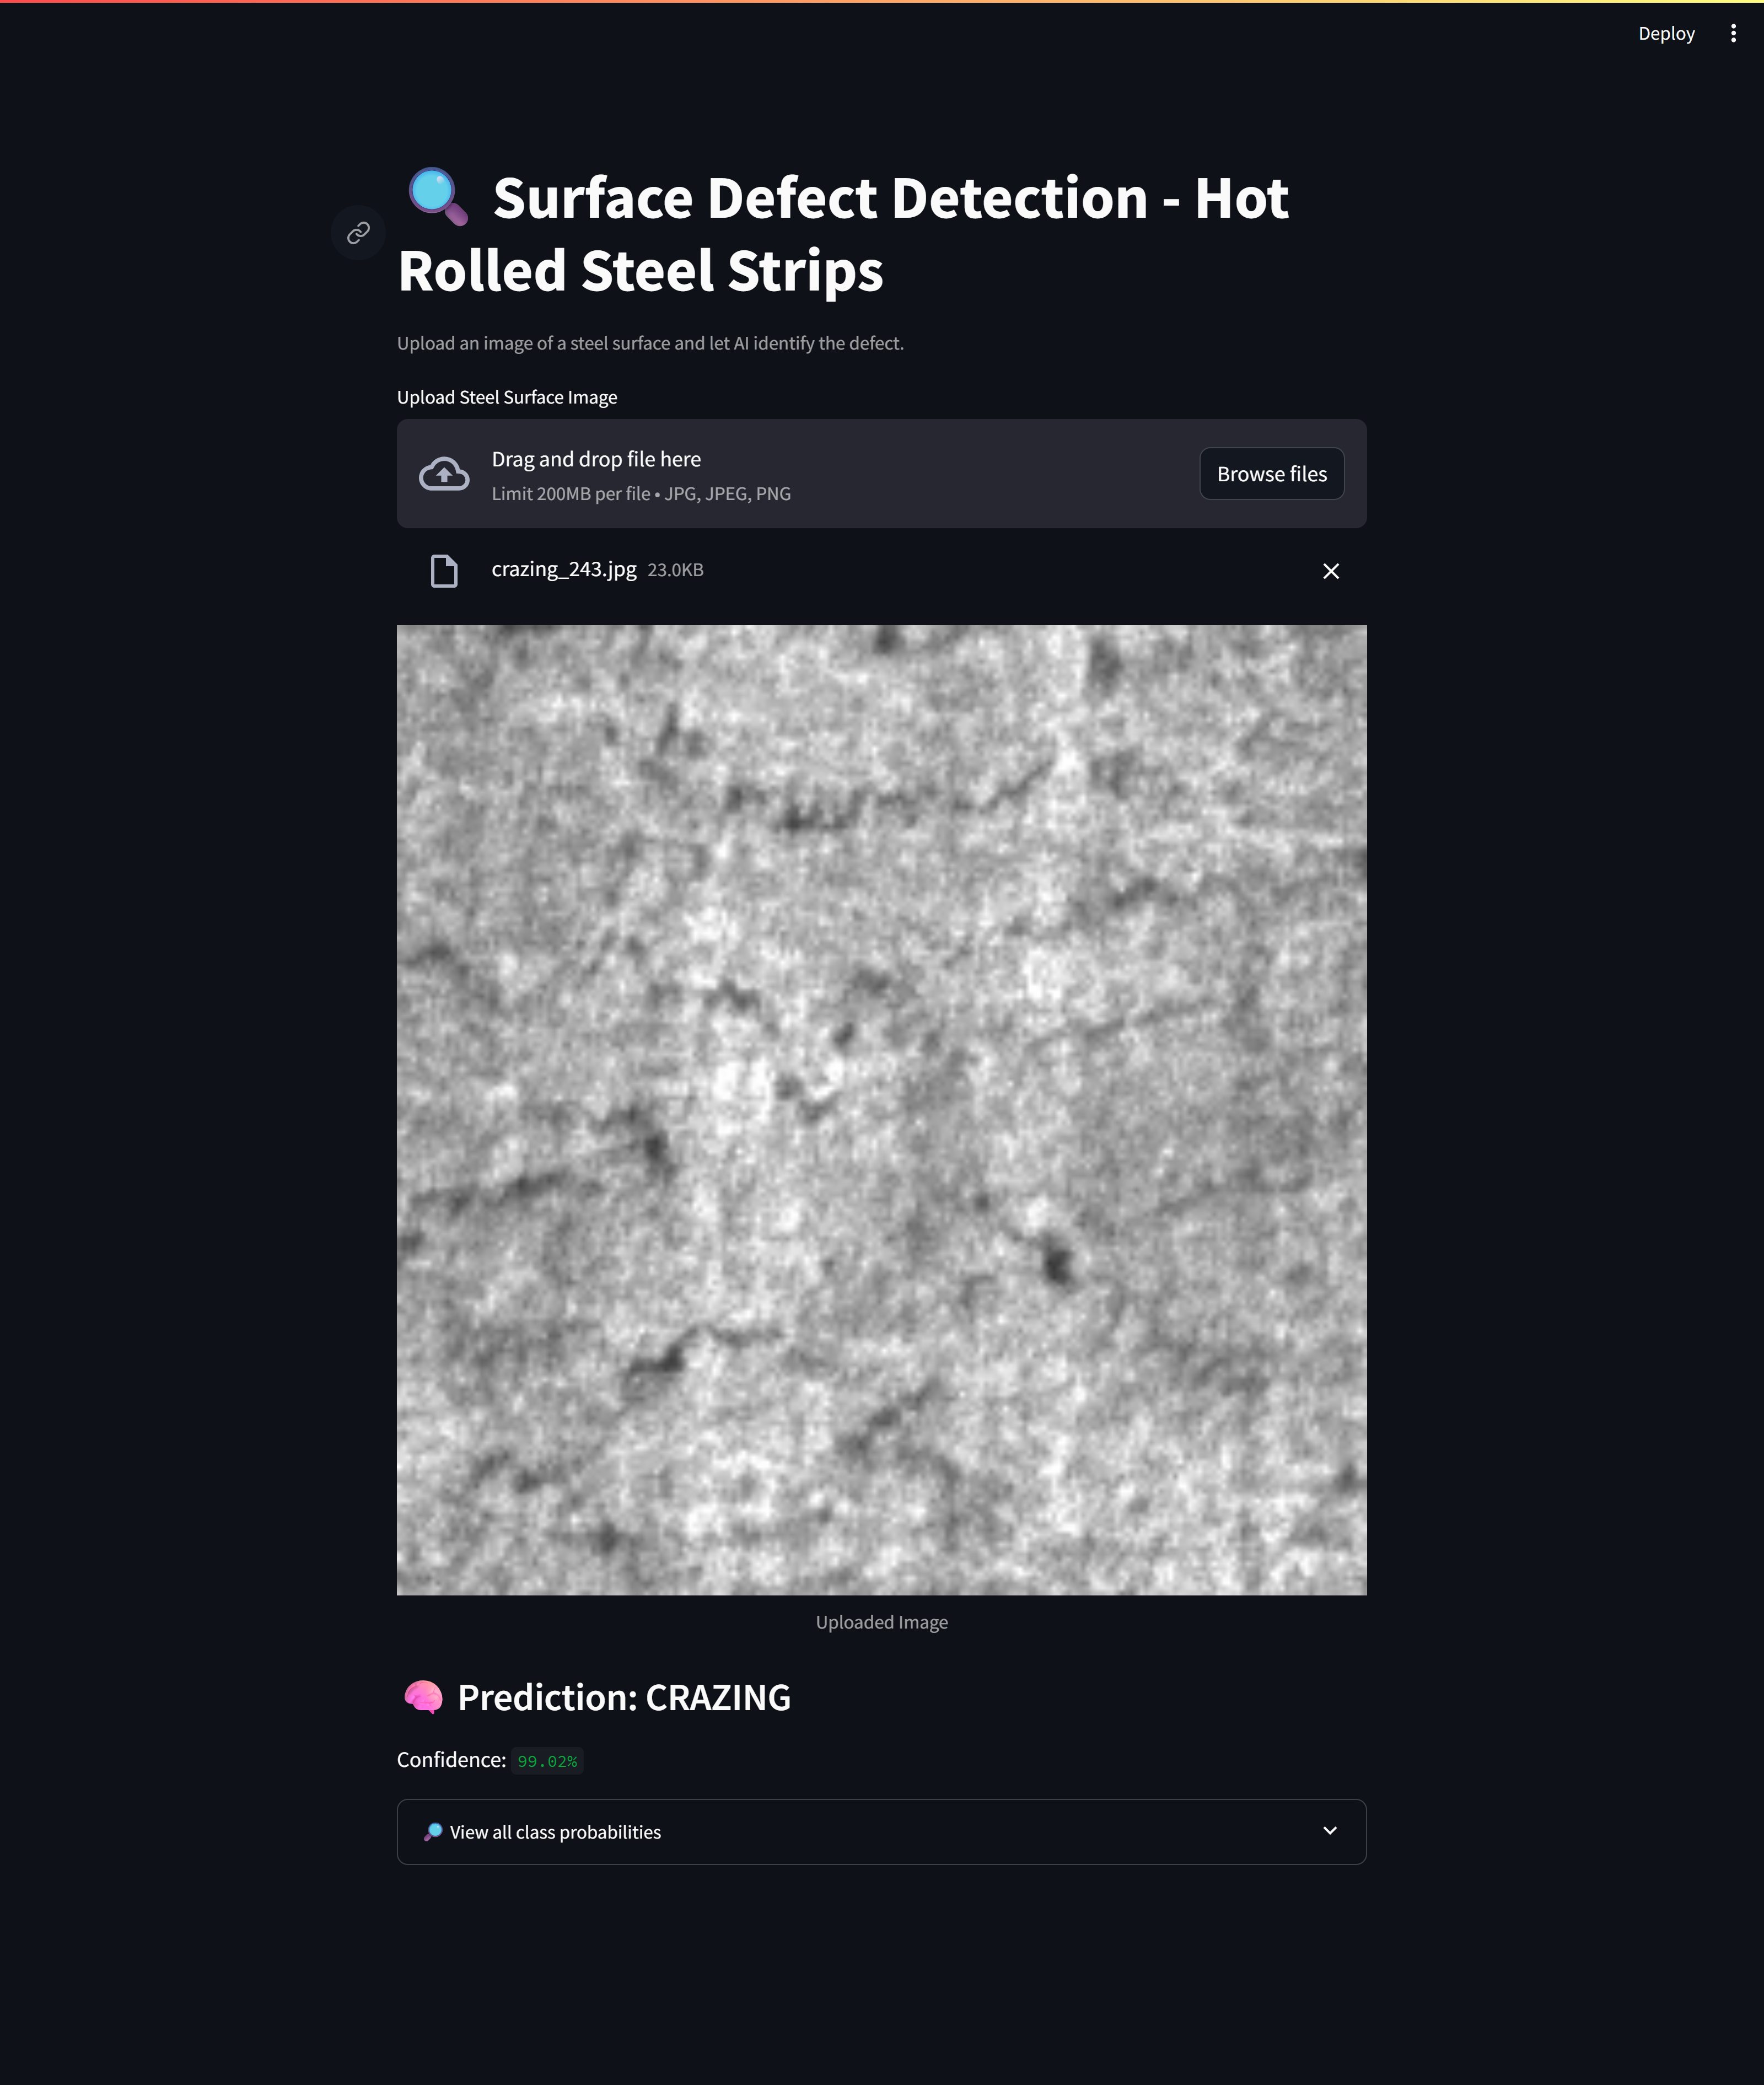 Deploy
Surface Defect Detection - Hot
Rolled Steel Strips
Upload an image of a steel surface and let AI identify the defect.
Upload Steel Surface Image
Drag and drop file here
Limit 200MB per file • JPG, JPEG, PNG
Browse files
crazing_243.jpg 23.0KB
Uploaded Image
Prediction: CRAZING
Confidence: 99.02%
View all class probabilities